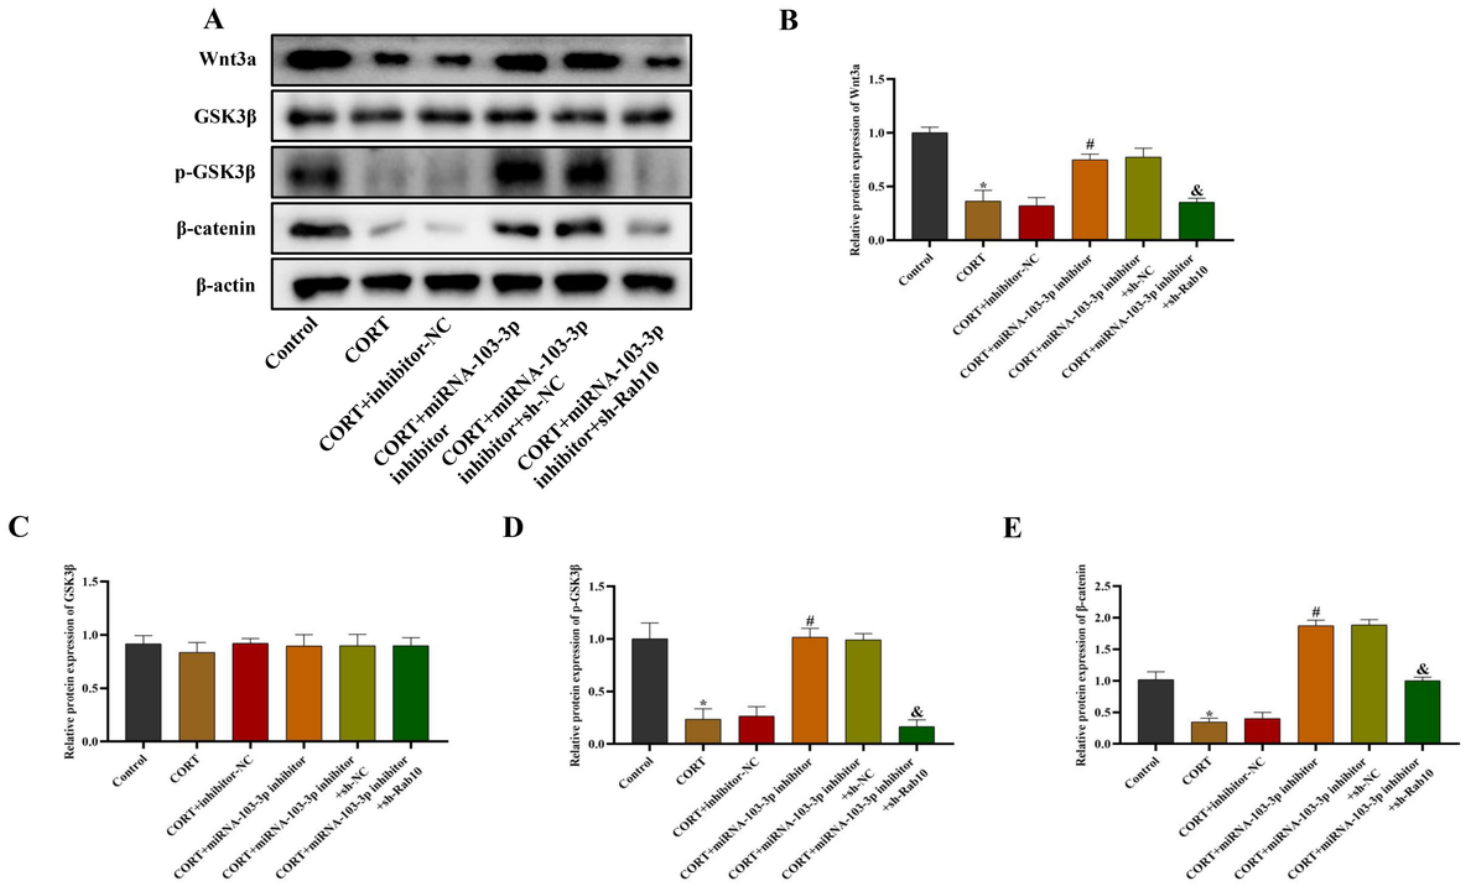 A
Wnt3a
GSK3β
p-GSK3β
β-catenin
β-actin
Control
CORT
CORT+inhibitor-NC
CORT+miRNA-103-3p
inhibitor
CORT+miRNA-103-3p
inhibitor+sh-NC
CORT+miRNA-103-3p
inhibitor+sh-Rab10
B
Relative protein expression of Wnt3a
1.5
1.0
0.5
0.0
*
#
&
Control
CORT
CORT+inhibitor-NC
CORT+miRNA-103-3p inhibitor
CORT+miRNA-103-3p inhibitor
+sh-NC
CORT+miRNA-103-3p inhibitor
+sh-Rab10
C
Relative protein expression of GSK3β
1.5
1.0
0.5
0.0
Control
CORT
CORT+inhibitor-NC
CORT+miRNA-103-3p inhibitor
CORT+miRNA-103-3p inhibitor
+sh-NC
CORT+miRNA-103-3p inhibitor
+sh-Rab10
D
Relative protein expression of p-GSK3β
1.5
1.0
0.5
0.0
*
#
&
Control
CORT
CORT+inhibitor-NC
CORT+miRNA-103-3p inhibitor
CORT+miRNA-103-3p inhibitor
+sh-NC
CORT+miRNA-103-3p inhibitor
+sh-Rab10
E
Relative protein expression of β-catenin
2.5
2.0
1.5
1.0
0.5
0.0
*
#
&
Control
CORT
CORT+inhibitor-NC
CORT+miRNA-103-3p inhibitor
CORT+miRNA-103-3p inhibitor
+sh-NC
CORT+miRNA-103-3p inhibitor
+sh-Rab10